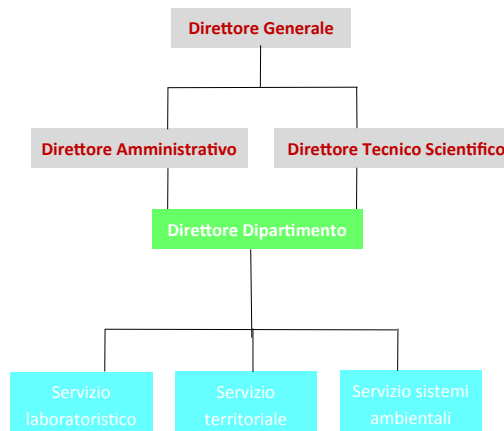 Direttore Generale
Direttore Amministrativo
Direttore Tecnico Scientifico
Direttore Dipartimento
Servizio
laboratoristico
Servizio
territoriale
Servizio sistemi
ambientali